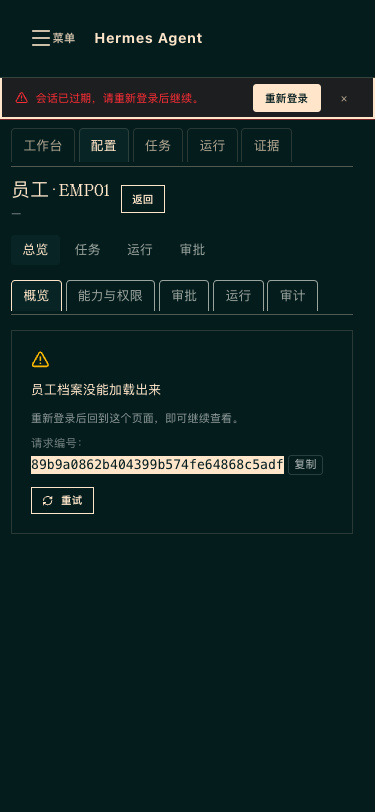 菜单 Hermes Agent
会话已过期，请重新登录后继续。 重新登录 ×
工作台 配置 任务 运行 证据
员工·EMP01 返回
—
总览 任务 运行 审批
概览 能力与权限 审批 运行 审计
员工档案没能加载出来
重新登录后回到这个页面，即可继续查看。
请求编号：
89b9a0862b404399b574fe64868c5adf 复制
重试